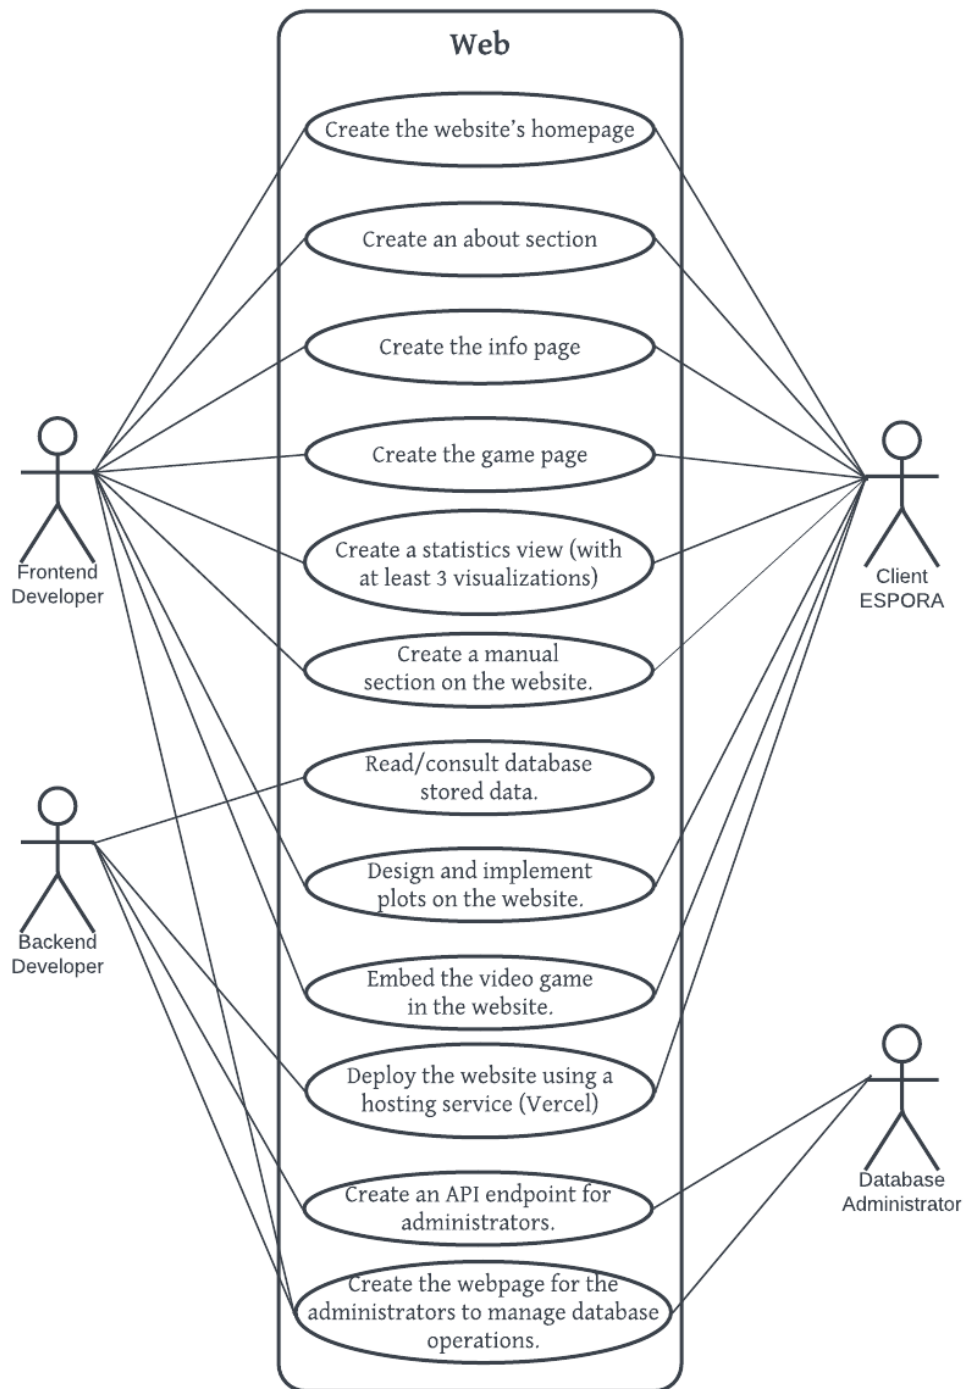 Web
Create the website’s homepage
Create an about section
Create the info page
Create the game page
Create a statistics view (with
at least 3 visualizations)
Frontend
Developer
Client
ESPORA
Create a manual
section on the website.
Read/consult database
stored data.
Design and implement
plots on the website.
Backend
Developer
Embed the video game
in the website.
Deploy the website using a
hosting service (Vercel)
Create an API endpoint for
administrators.
Database
Administrator
Create the webpage for the
administrators to manage database
operations.